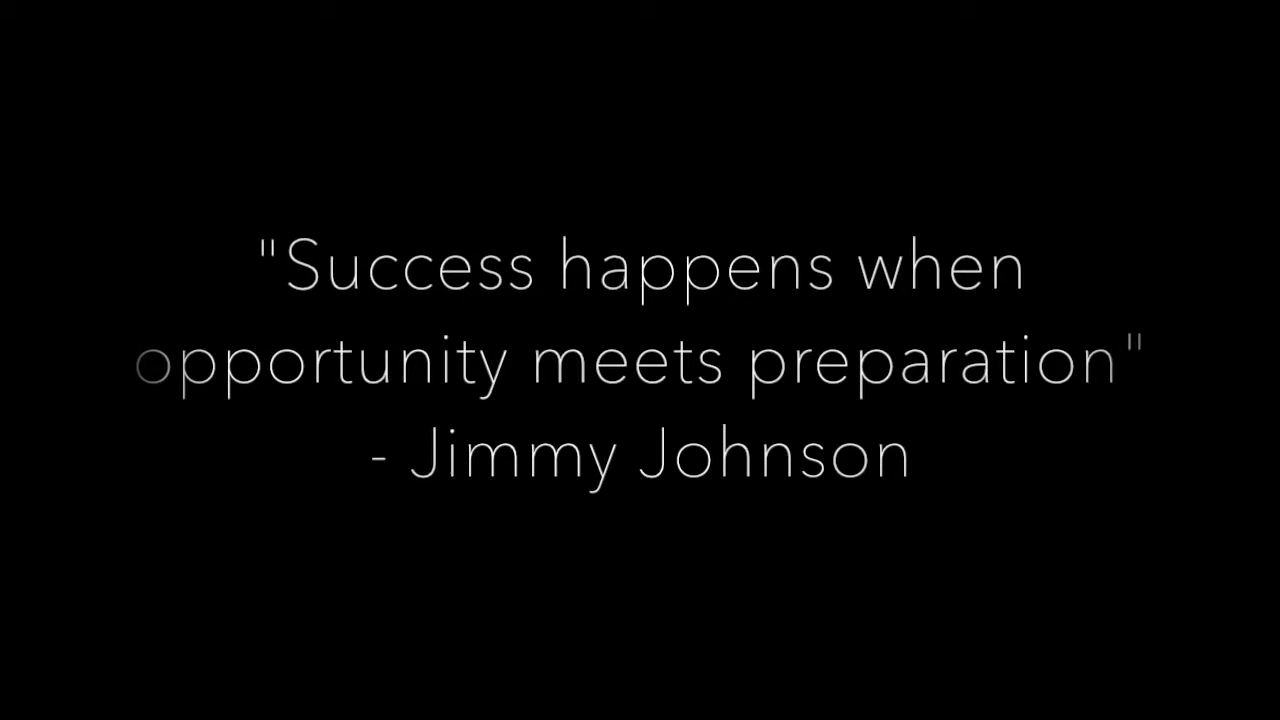 "Success happens when
opportunity meets preparation"
- Jimmy Johnson